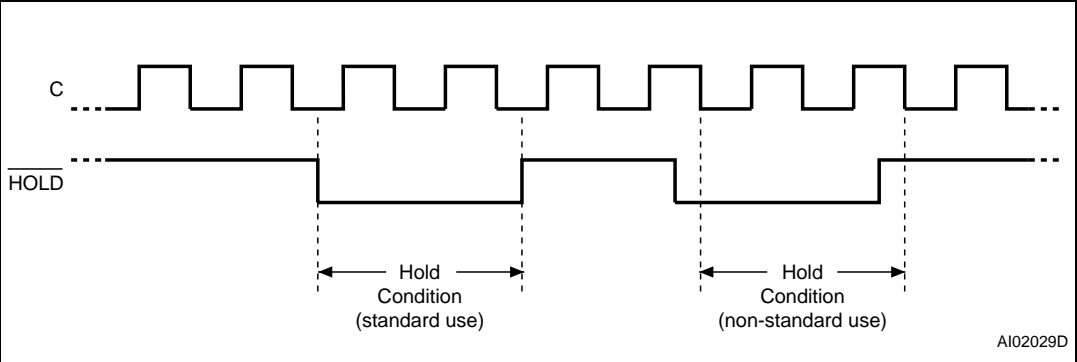 C
HOLD
Hold
Condition
(standard use)
Hold
Condition
(non-standard use)
AI02029D